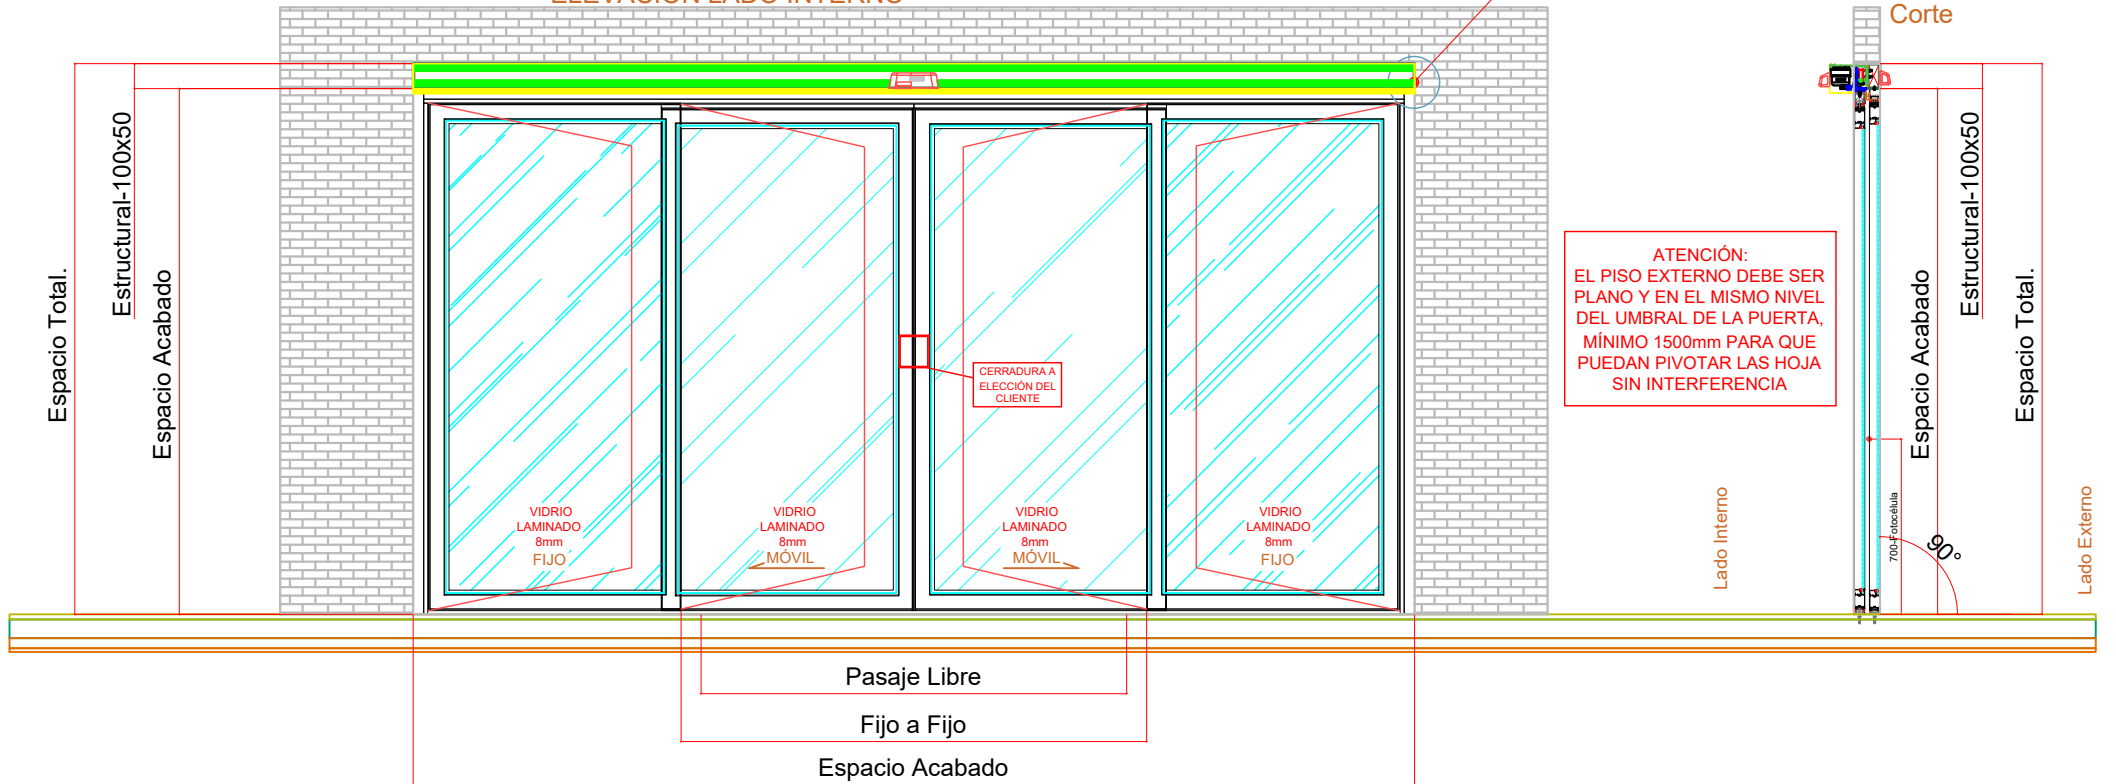 ELEVACIÓN LADO INTERNO
Corte
Espacio Total.
Estructural-100x50
Espacio Acabado
ATENCIÓN:
EL PISO EXTERNO DEBE SER
PLANO Y EN EL MISMO NIVEL
DEL UMBRAL DE LA PUERTA,
MÍNIMO 1500mm PARA QUE
PUEDAN PIVOTAR LAS HOJA
SIN INTERFERENCIA
CERRADURA A
ELECCIÓN DEL
CLIENTE
VIDRIO
LAMINADO
8mm
FIJO
VIDRIO
LAMINADO
8mm
MÓVIL
VIDRIO
LAMINADO
8mm
MÓVIL
VIDRIO
LAMINADO
8mm
FIJO
Lado Interno
700-Fotocélula
90°
Espacio Acabado
Estructural-100x50
Espacio Total.
Lado Externo
Pasaje Libre
Fijo a Fijo
Espacio Acabado